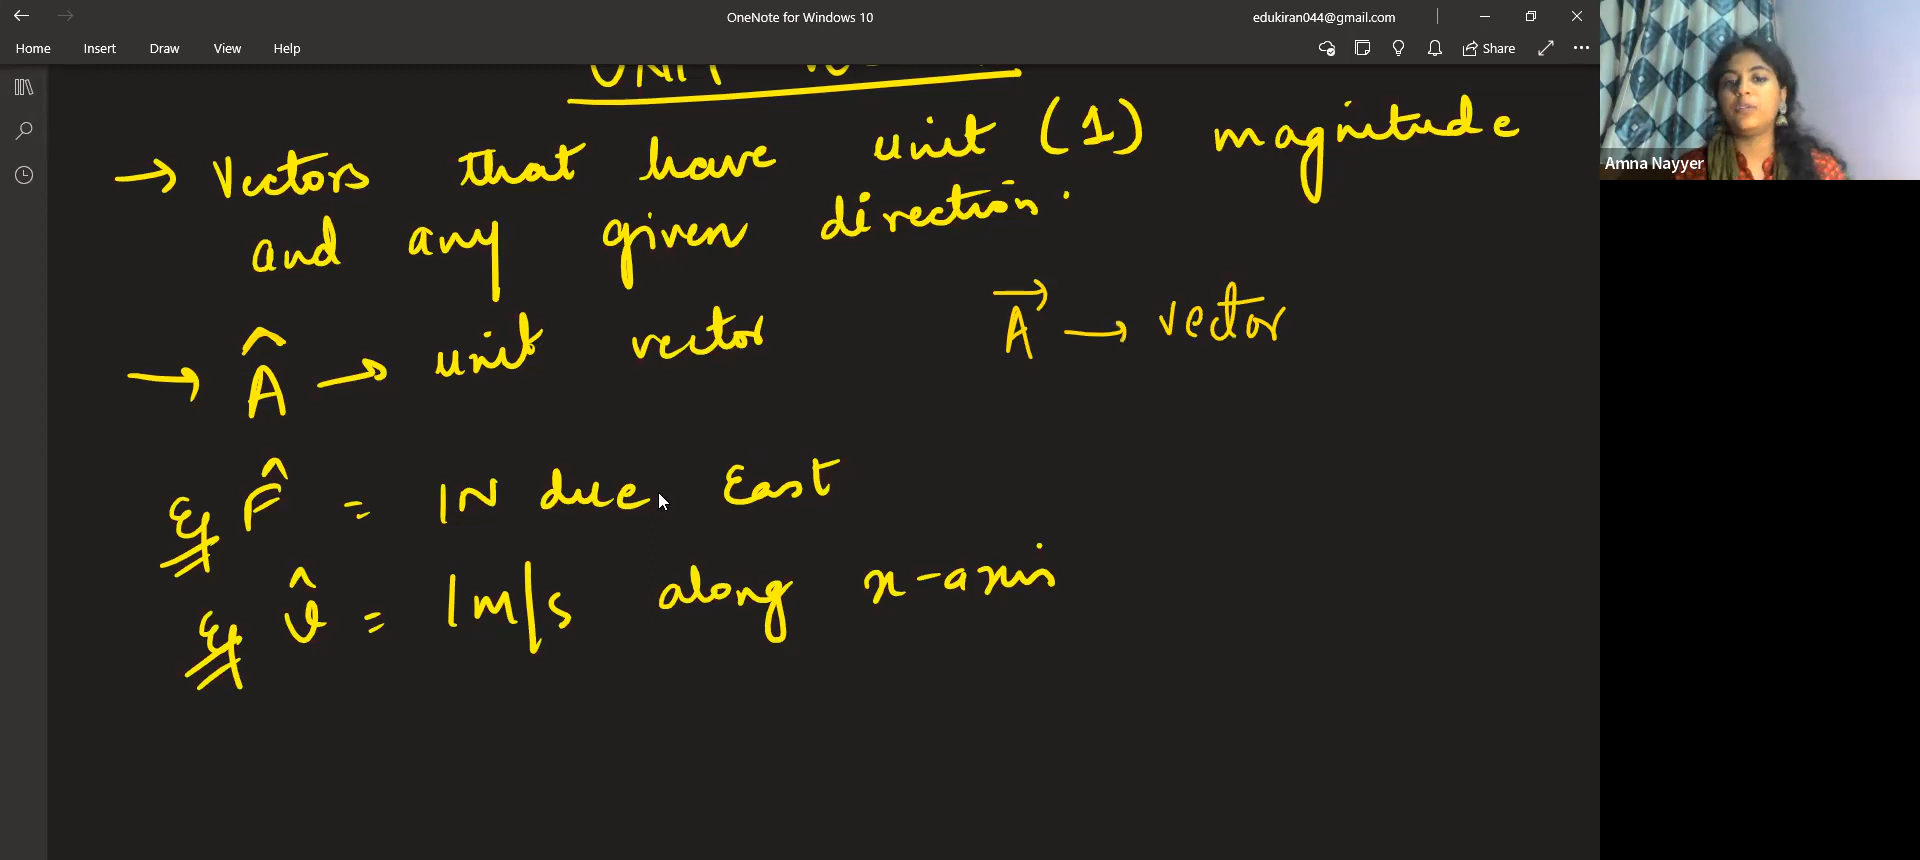 OneNote for Windows 10
edukiran044@gmail.com
Home Insert Draw View Help
Share
Amna Nayyer
UNIT
→ Vectors that have unit (1) magnitude
and any given direction.
→ Â → unit vector
A⃗ → vector
Eg F̂ = 1N due East
Eg v̂ = 1m/s along x-axis